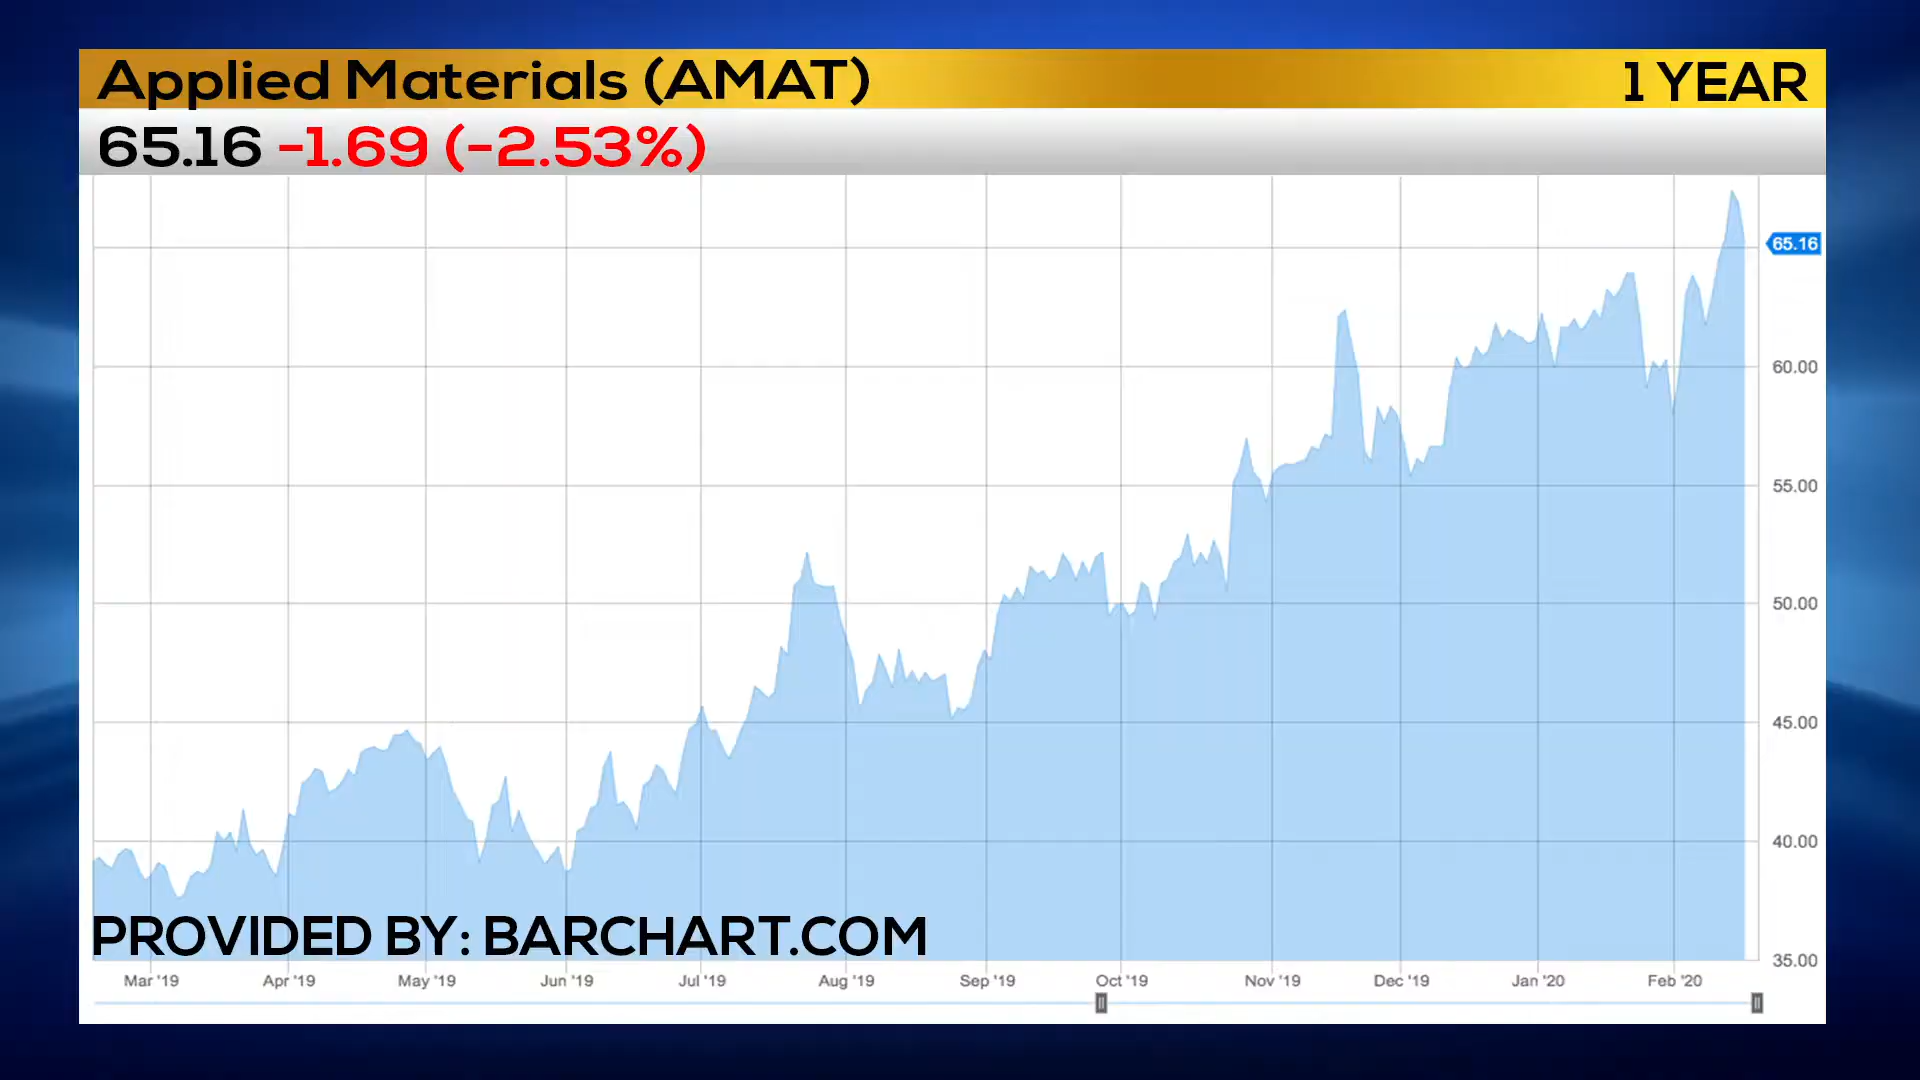 Applied Materials (AMAT) 1 YEAR
65.16 -1.69 (-2.53%)
65.16
60.00
55.00
50.00
45.00
40.00
PROVIDED BY: BARCHART.COM
35.00
Mar '19 Apr '19 May '19 Jun '19 Jul '19 Aug '19 Sep '19 Oct '19 Nov '19 Dec '19 Jan '20 Feb '20